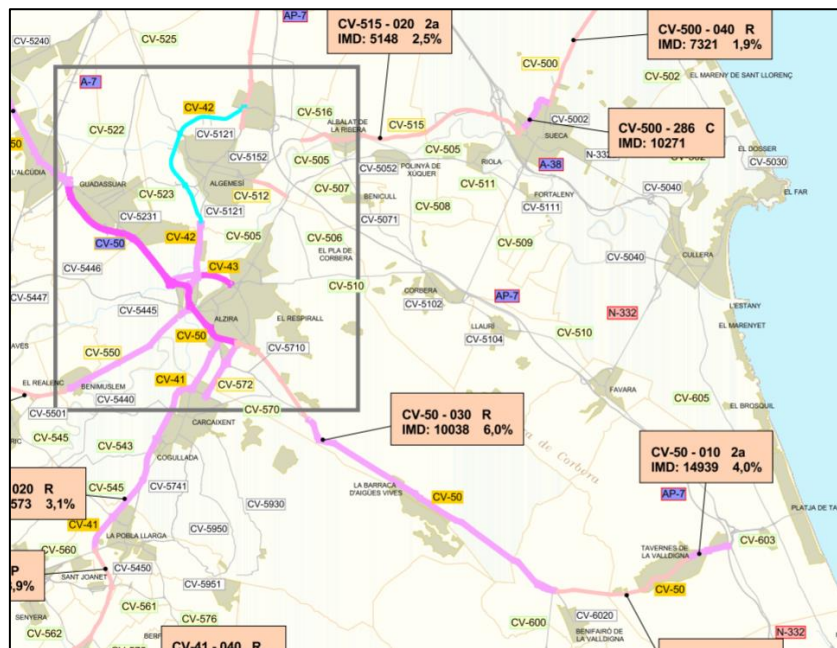 AP-7
CV-515 - 020 2a
IMD: 5148 2,5%
CV-500 - 040 R
IMD: 7321 1,9%
CV-525
CV-5240
CV-500
CV-502
EL MARENY DE SANT LLORENÇ
A-7
CV-42
CV-516
ALBALAT DE
LA RIBERA
CV-515
CV-5002
SUECA
CV-500 - 286 C
IMD: 10271
CV-522
CV-5121
CV-5152
CV-505
CV-5052
POLINYÀ DE
XÚQUER
CV-505
RIOLA
A-38
EL DOSSER
CV-5030
L'ALCÚDIA
GUADASSUAR
ALGEMESÍ
CV-512
CV-507
BENICULL
CV-511
FORTALENY
CV-5040
EL FAR
CV-523
CV-5121
CV-5071
CV-508
CV-5111
CV-5231
CV-42
CV-505
CV-506
EL PLA DE
CORBERA
CV-509
CV-50
CV-5040
CULLERA
CV-5446
CV-43
CV-510
CORBERA
CV-5102
AP-7
CV-5447
CV-5445
ALZIRA
EL RESPIRALL
LLAURÍ
CV-5104
CV-510
N-332
L'ESTANY
EL MARENYET
CV-50
CV-550
CV-5710
CV-41
CV-572
EL REALENC
BENIMUSLEM
CV-5440
FAVARA
CV-605
CV-5501
CV-570
CARCAIXENT
CV-50 - 030 R
IMD: 10038 6,0%
EL BROSQUIL
CV-545
CV-543
COGULLADA
CV-50 - 010 2a
IMD: 14939 4,0%
020 R
573 3,1%
CV-545
CV-5741
LA BARRACA
D'AIGÜES VIVES
CV-50
AP-7
CV-5930
CV-41
CV-5950
LA POBLA LLARGA
CV-560
CV-5450
SANT JOANET
CV-5951
TAVERNES DE
LA VALLDIGNA
CV-603
CV-50
CV-561
CV-576
SENYERA
CV-600
CV-6020
BENIFAIRÓ DE
LA VALLDIGNA
CV-562
CV-41 - 040 R
N-332